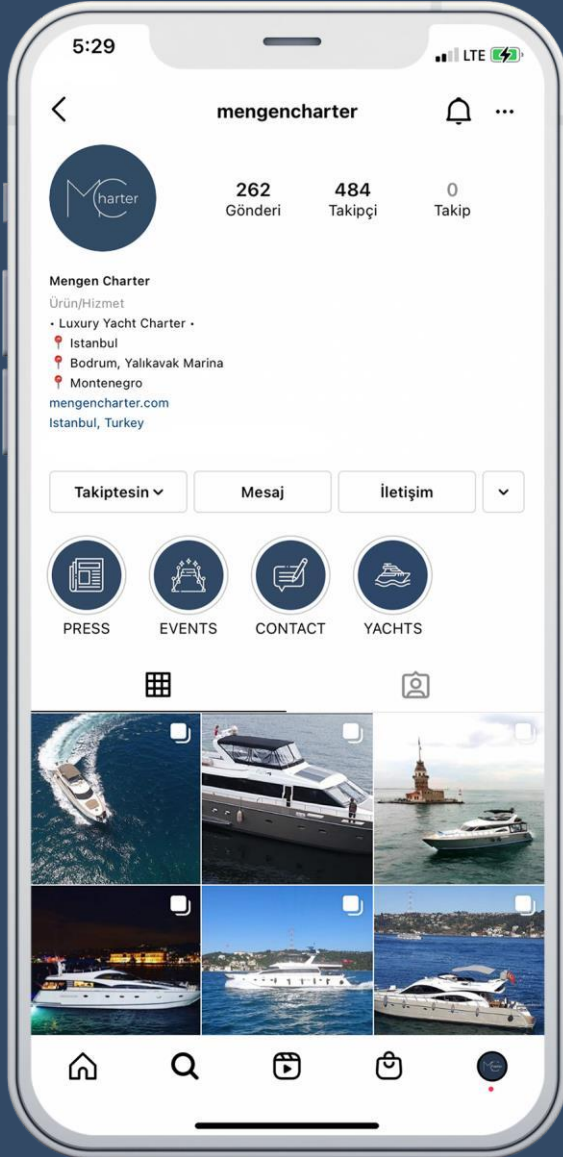 5:29
LTE
mengencharter
MCharter
262
484
0
Gönderi
Takipçi
Takip
Mengen Charter
Ürün/Hizmet
• Luxury Yacht Charter •
Istanbul
Bodrum, Yalıkavak Marina
Montenegro
mengencharter.com
Istanbul, Turkey
Takiptesin
Mesaj
İletişim
PRESS
EVENTS
CONTACT
YACHTS